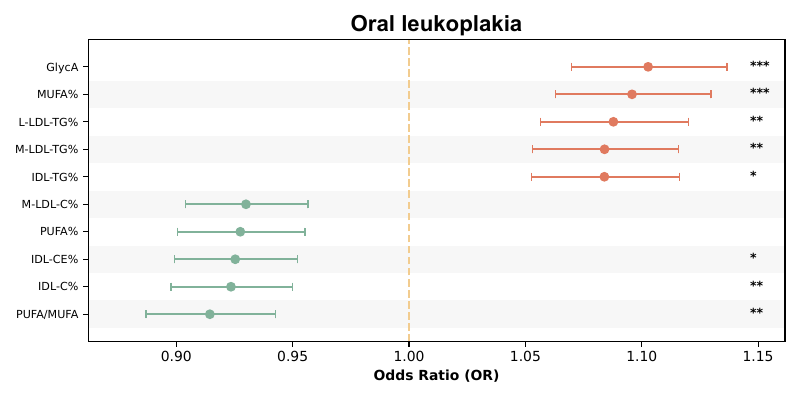 Oral leukoplakia
GlycA ***
MUFA% ***
L-LDL-TG% **
M-LDL-TG% **
IDL-TG% *
M-LDL-C%
PUFA%
IDL-CE% *
IDL-C% **
PUFA/MUFA **
0.90 0.95 1.00 1.05 1.10 1.15
Odds Ratio (OR)